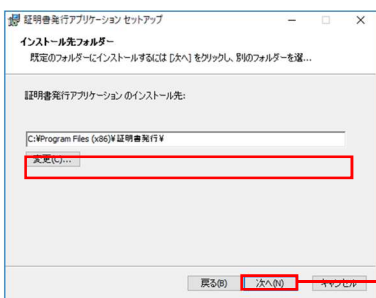 証明書発行アプリケーション セットアップ
インストール先フォルダー
既定のフォルダーにインストールするには [次へ] をクリックし、別のフォルダーを選...
証明書発行アプリケーション のインストール先:
C:¥Program Files (x86)¥証明書発行¥
変更(C)...
戻る(B) 次へ(N) キャンセル